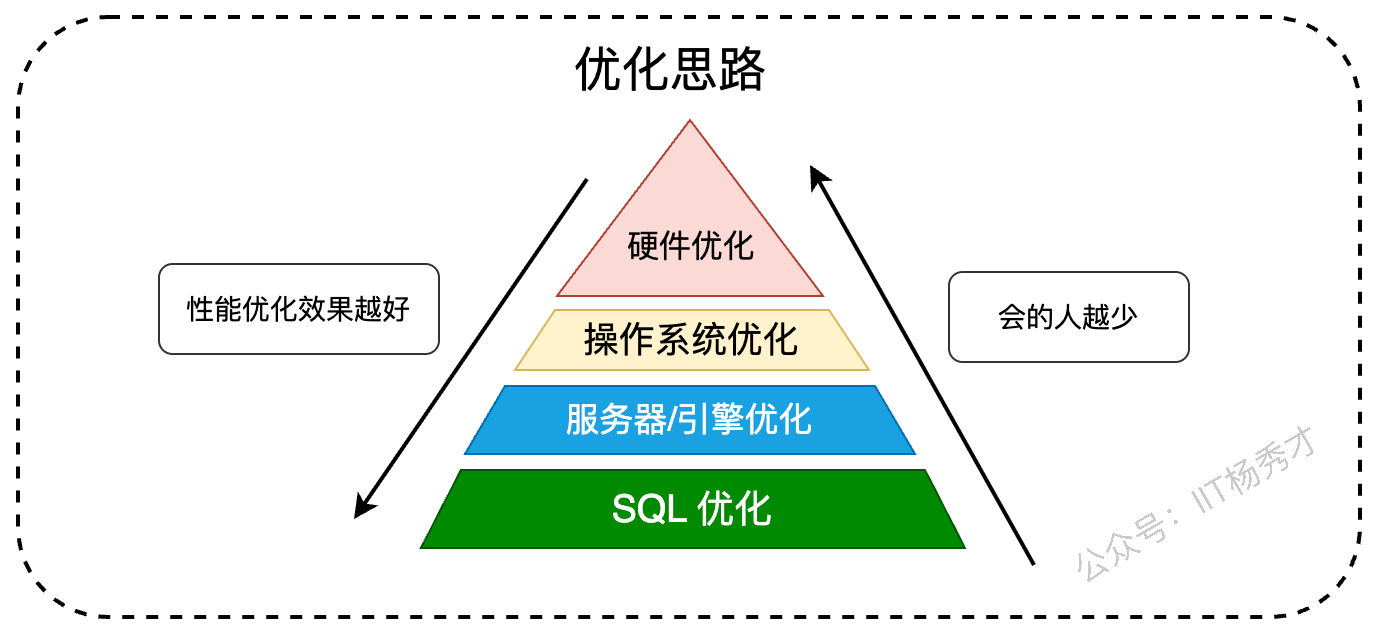 优化思路
硬件优化
性能优化效果越好
会的人越少
操作系统优化
服务器/引擎优化
SQL 优化
公众号：IIT杨秀才